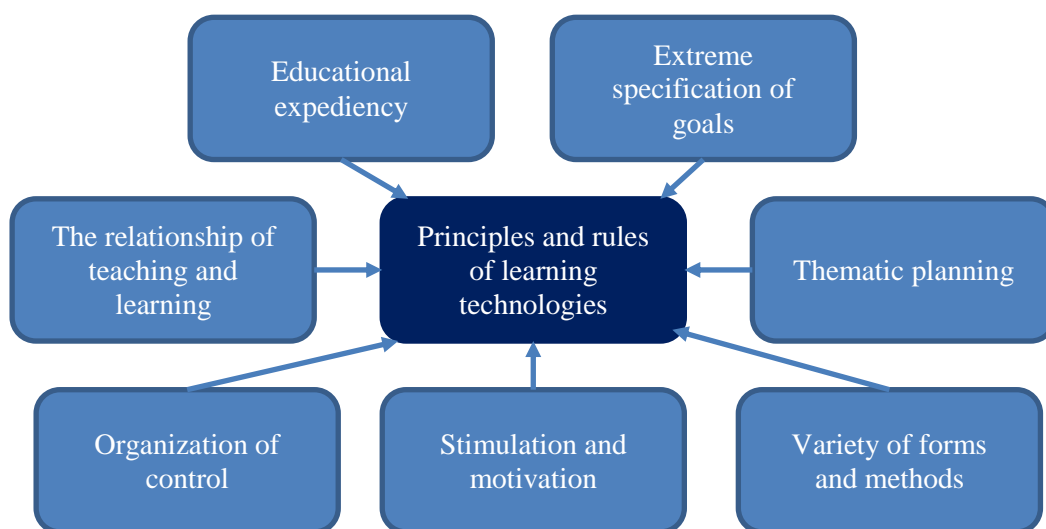 Educational
expediency
Extreme
specification of
goals
The relationship of
teaching and
learning
Principles and rules
of learning
technologies
Thematic planning
Organization of
control
Stimulation and
motivation
Variety of forms
and methods